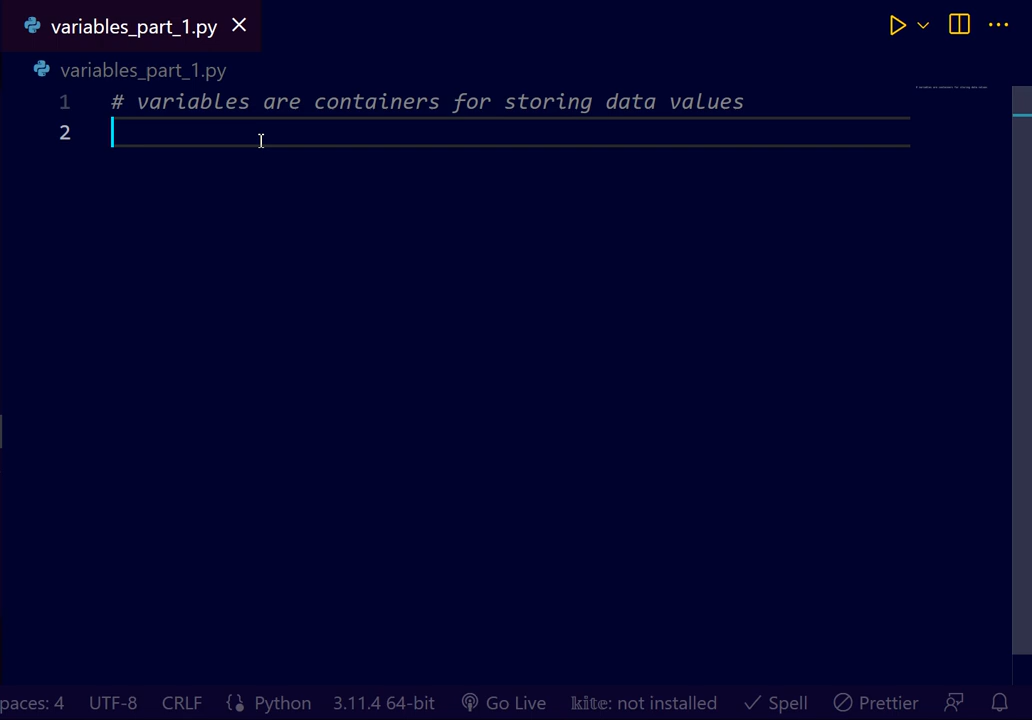 variables_part_1.py
variables_part_1.py
1 # variables are containers for storing data values
2
paces: 4 UTF-8 CRLF Python 3.11.4 64-bit Go Live kite: not installed Spell Prettier